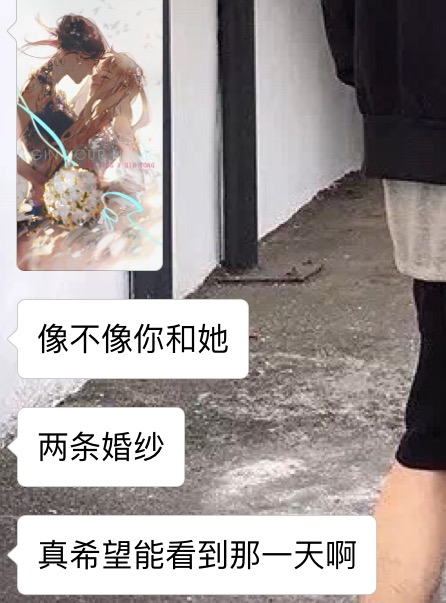 像不像你和她
两条婚纱
真希望能看到那一天啊